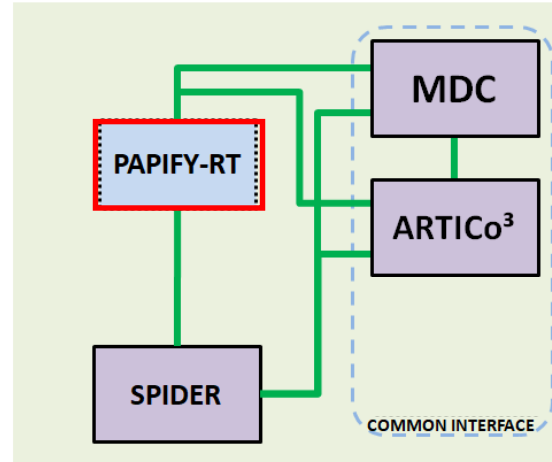 MDC
PAPIFY-RT
ARTICo³
SPIDER
COMMON INTERFACE